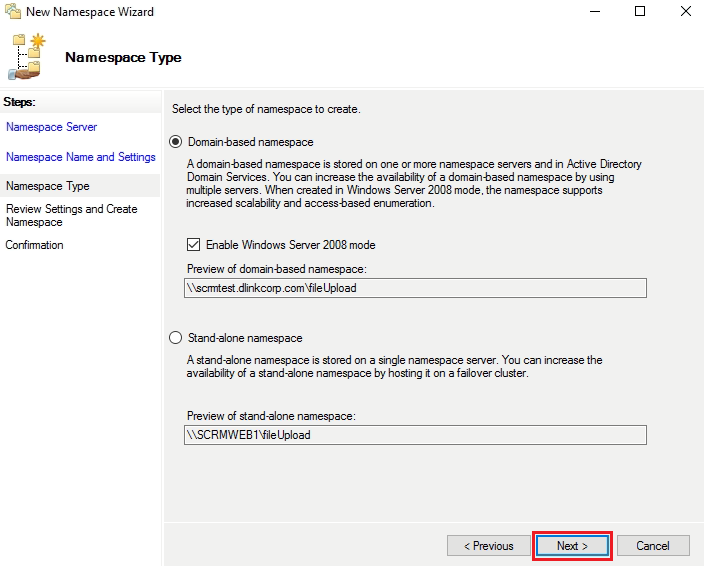 New Namespace Wizard
Namespace Type
Steps:
Namespace Server
Namespace Name and Settings
Namespace Type
Review Settings and Create
Namespace
Confirmation
Select the type of namespace to create.
Domain-based namespace
A domain-based namespace is stored on one or more namespace servers and in Active Directory
Domain Services. You can increase the availability of a domain-based namespace by using
multiple servers. When created in Windows Server 2008 mode, the namespace supports
increased scalability and access-based enumeration.
Enable Windows Server 2008 mode
Preview of domain-based namespace:
\\scrmtest.dlinkcorp.com\fileUpload
Stand-alone namespace
A stand-alone namespace is stored on a single namespace server. You can increase the
availability of a stand-alone namespace by hosting it on a failover cluster.
Preview of stand-alone namespace:
\\SCRMWEB1\fileUpload
< Previous
Next >
Cancel